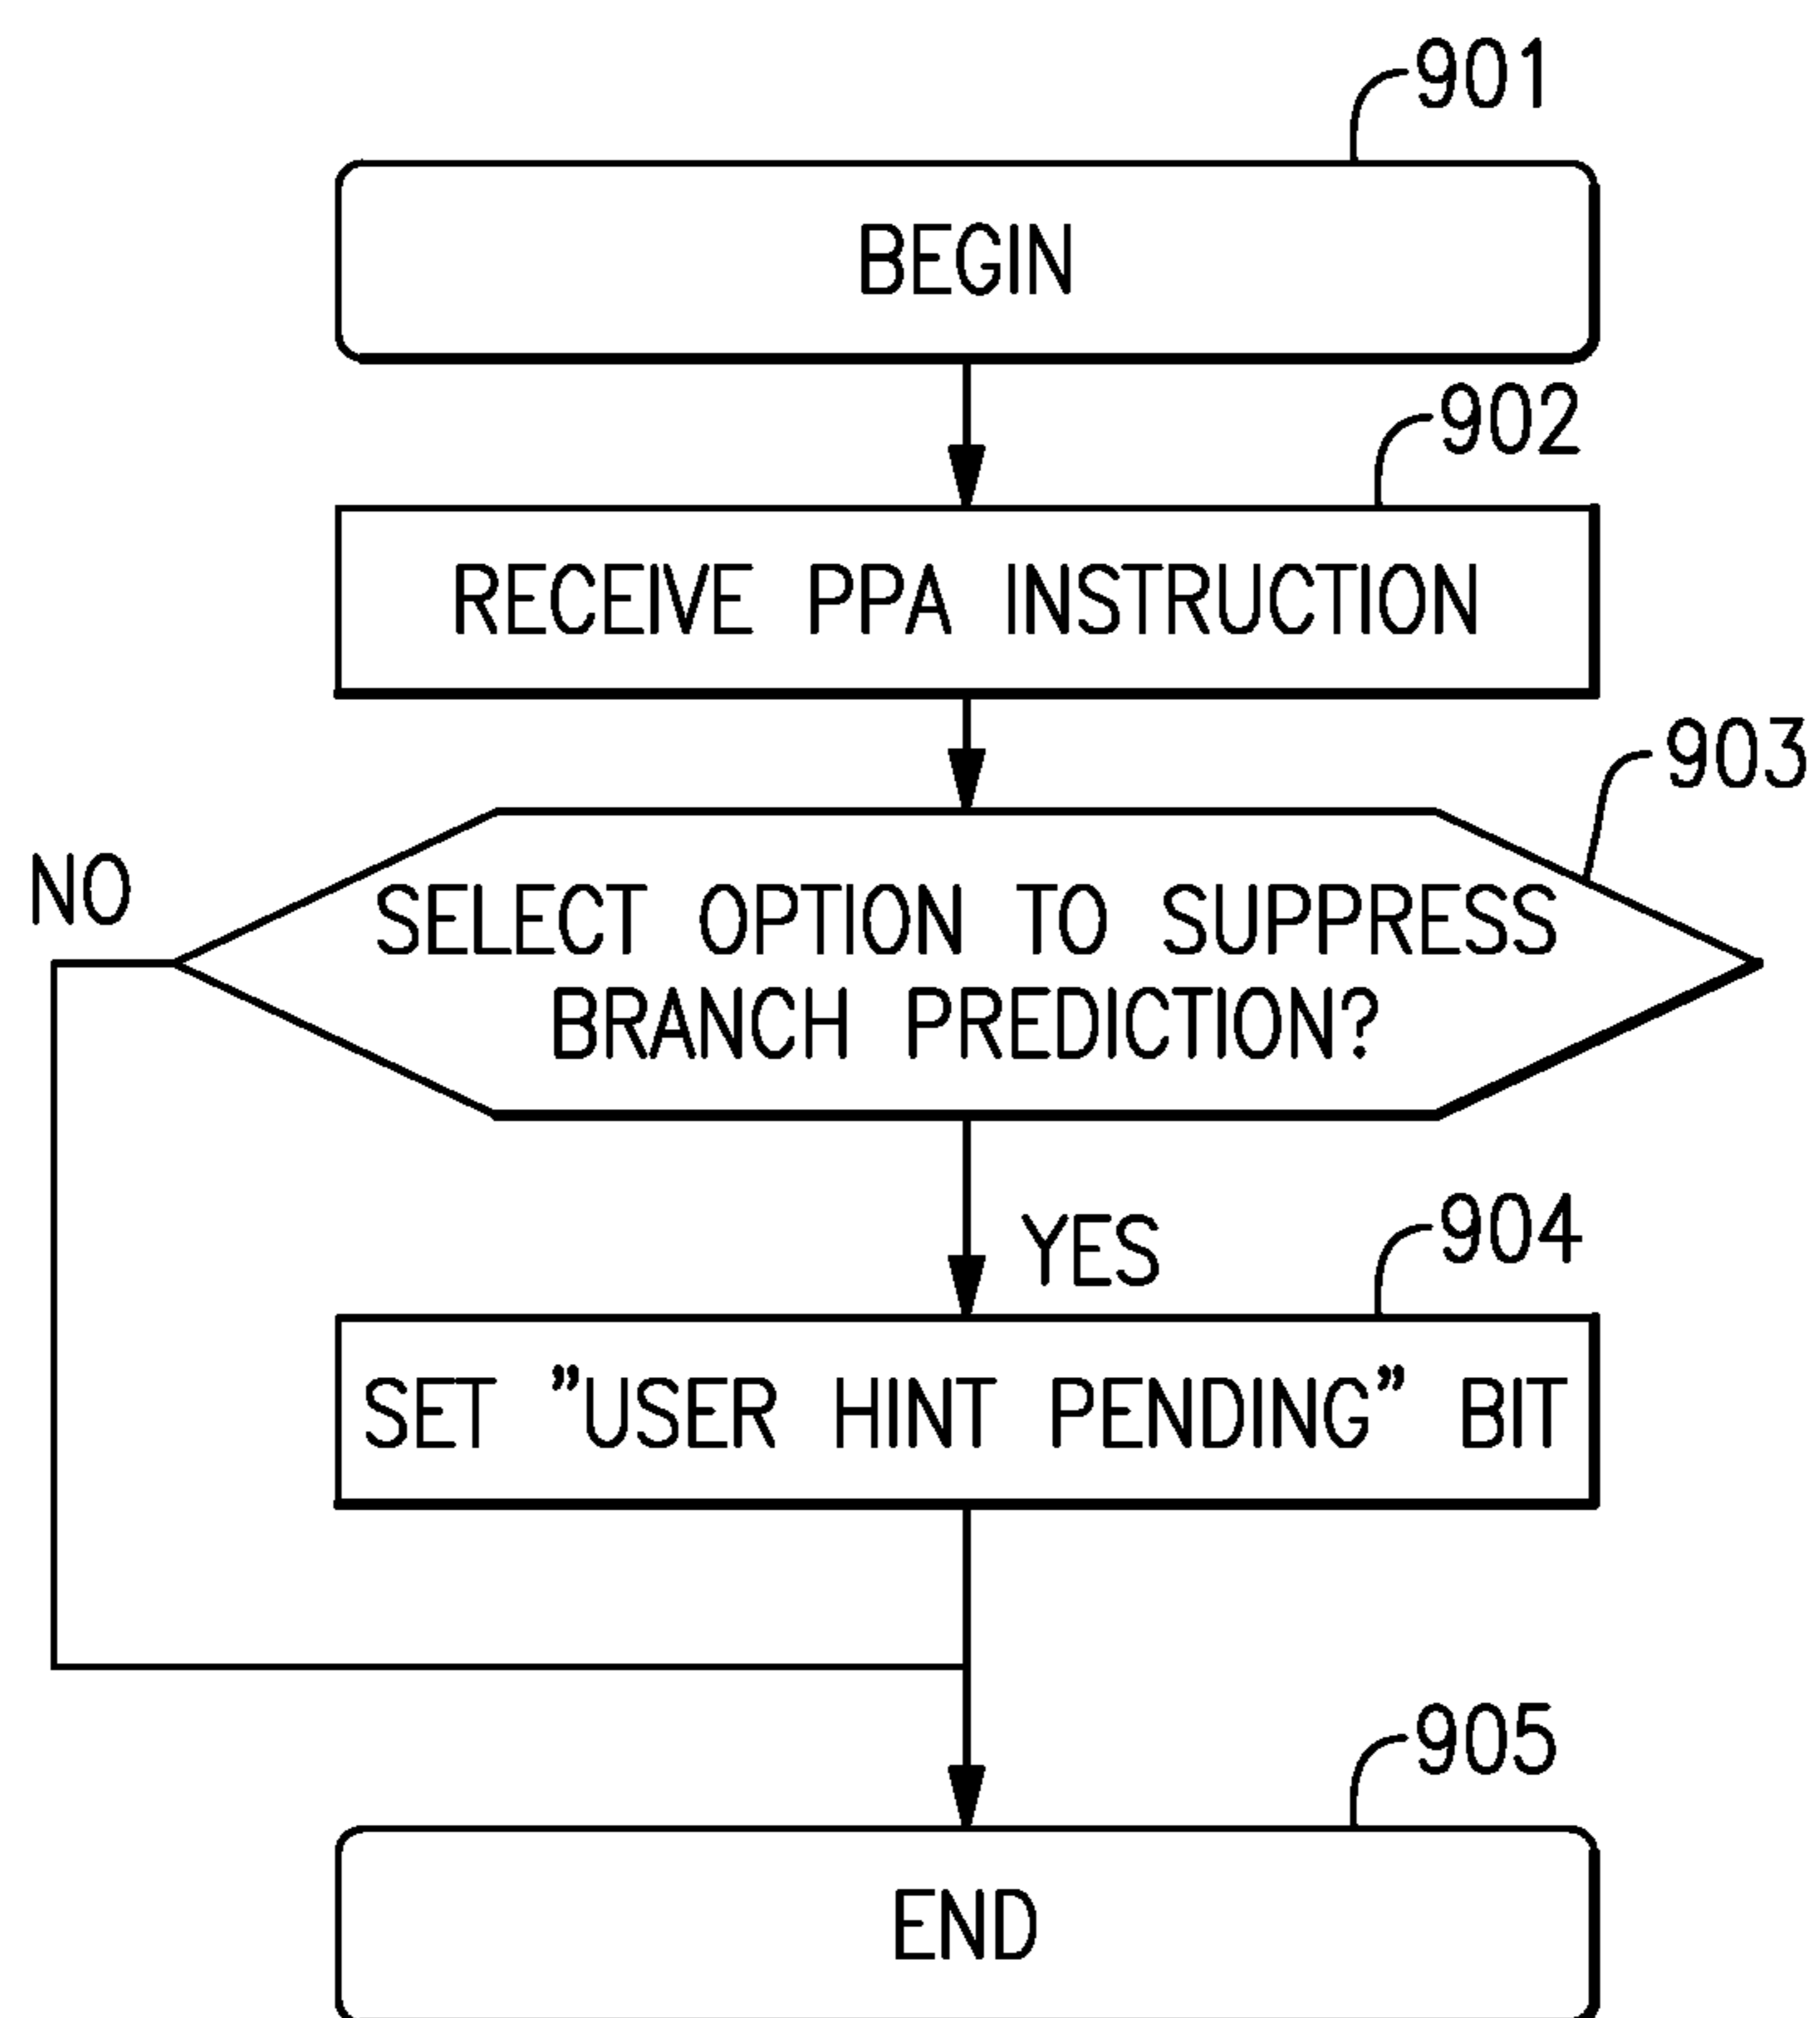 901
BEGIN
902
RECEIVE PPA INSTRUCTION
903
NO
SELECT OPTION TO SUPPRESS
BRANCH PREDICTION?
YES
904
SET "USER HINT PENDING" BIT
905
END